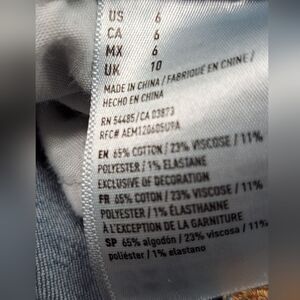 US 6
CA 6
MX 6
UK 10
MADE IN CHINA / FABRIQUÉ EN CHINE /
HECHO EN CHINA
RN 54485 / CA 03873
RFC# AEM120605U9A
EN 65% COTTON / 23% VISCOSE / 11%
POLYESTER / 1% ELASTANE
EXCLUSIVE OF DECORATION
FR 65% COTON / 23% VISCOSE / 11%
POLYESTER / 1% ÉLASTHANNE
À L'EXCEPTION DE LA GARNITURE
SP 65% algodón / 23% viscosa / 11%
poliéster / 1% elastano